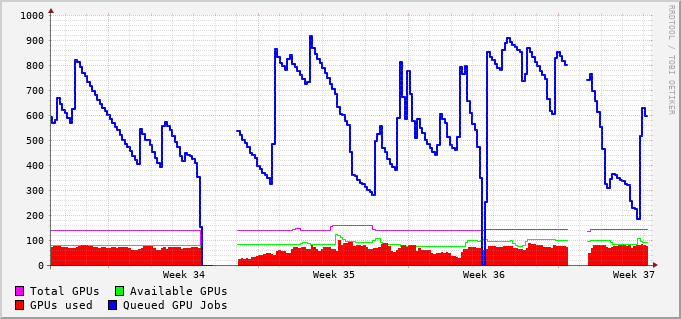 1000
900
800
700
600
500
400
300
200
100
0
Week 34 Week 35 Week 36 Week 37
Total GPUs Available GPUs
GPUs used Queued GPU Jobs
RRDTOOL / TOBI OETIKER